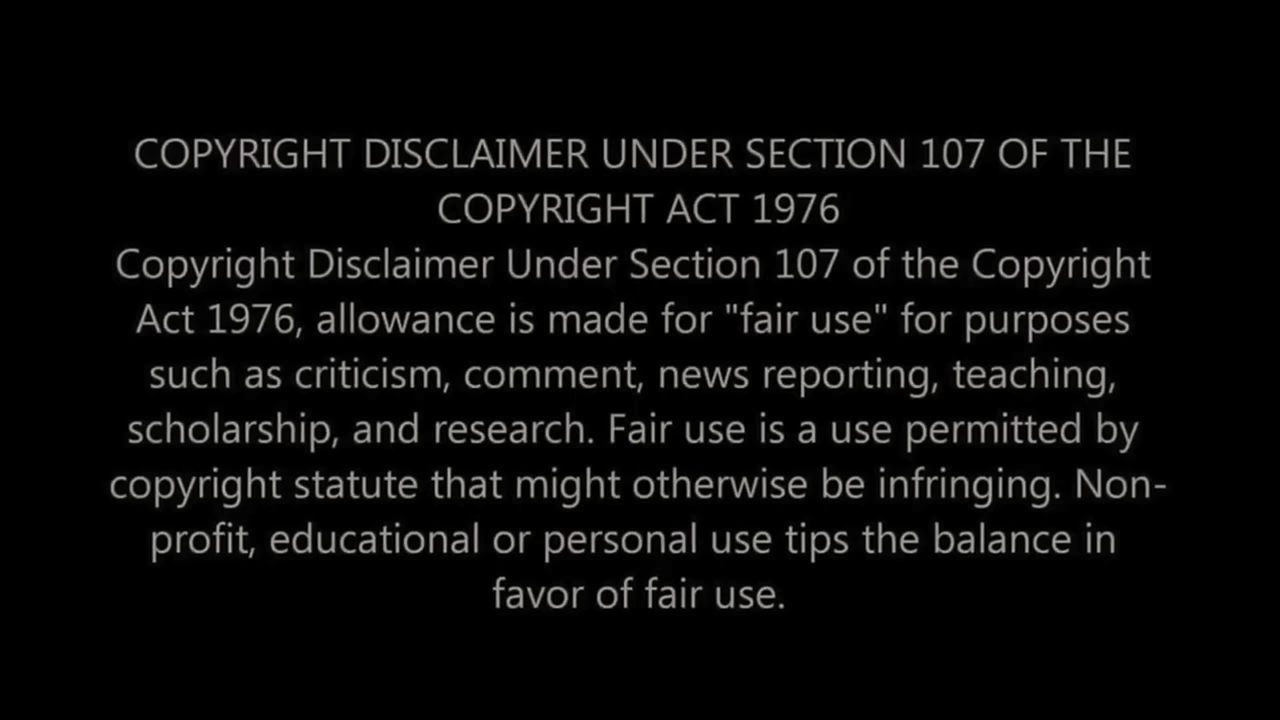 COPYRIGHT DISCLAIMER UNDER SECTION 107 OF THE
COPYRIGHT ACT 1976
Copyright Disclaimer Under Section 107 of the Copyright
Act 1976, allowance is made for "fair use" for purposes
such as criticism, comment, news reporting, teaching,
scholarship, and research. Fair use is a use permitted by
copyright statute that might otherwise be infringing. Non-
profit, educational or personal use tips the balance in
favor of fair use.